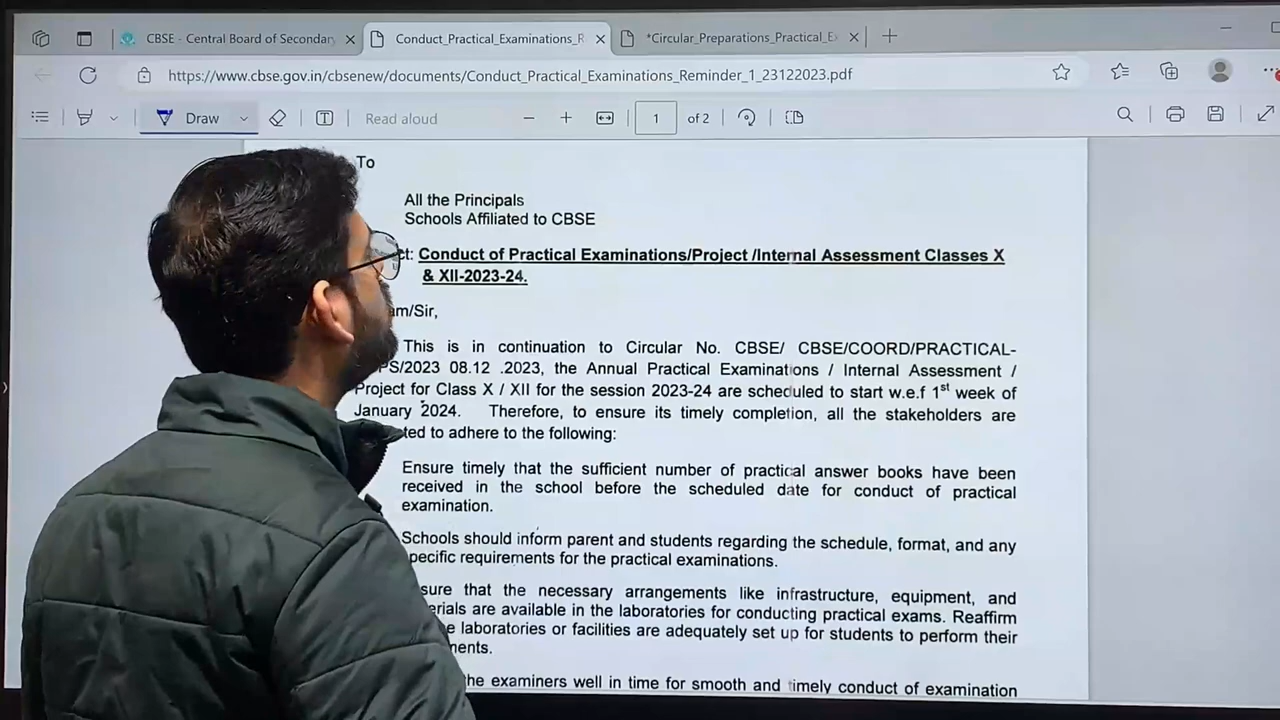 CBSE - Central Board of Secondar
Conduct_Practical_Examinations_R
*Circular_Preparations_Practical_E
https://www.cbse.gov.in/cbsenew/documents/Conduct_Practical_Examinations_Reminder_1_23122023.pdf
Draw
Read aloud
1 of 2
To
All the Principals
Schools Affiliated to CBSE
ct: Conduct of Practical Examinations/Project /Internal Assessment Classes X
& XII-2023-24.
am/Sir,
This is in continuation to Circular No. CBSE/ CBSE/COORD/PRACTICAL-
PS/2023 08.12 .2023, the Annual Practical Examinations / Internal Assessment /
Project for Class X / XII for the session 2023-24 are scheduled to start w.e.f 1st week of
January 2024. Therefore, to ensure its timely completion, all the stakeholders are
ted to adhere to the following:
Ensure timely that the sufficient number of practical answer books have been
received in the school before the scheduled date for conduct of practical
examination.
Schools should inform parent and students regarding the schedule, format, and any
specific requirements for the practical examinations.
sure that the necessary arrangements like infrastructure, equipment, and
erials are available in the laboratories for conducting practical exams. Reaffirm
e laboratories or facilities are adequately set up for students to perform their
ments.
he examiners well in time for smooth and timely conduct of examination